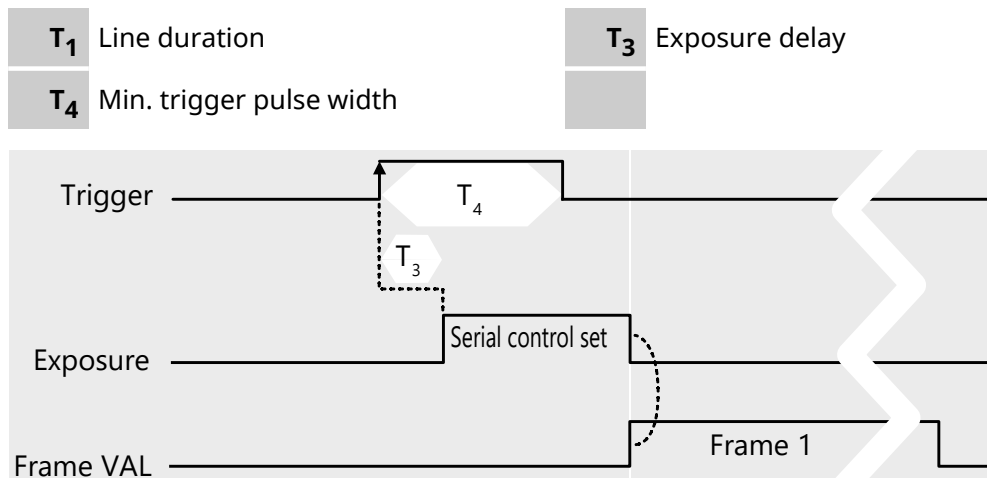 T1 Line duration
T3 Exposure delay
T4 Min. trigger pulse width
Trigger
T4
T3
Serial control set
Exposure
Frame 1
Frame VAL